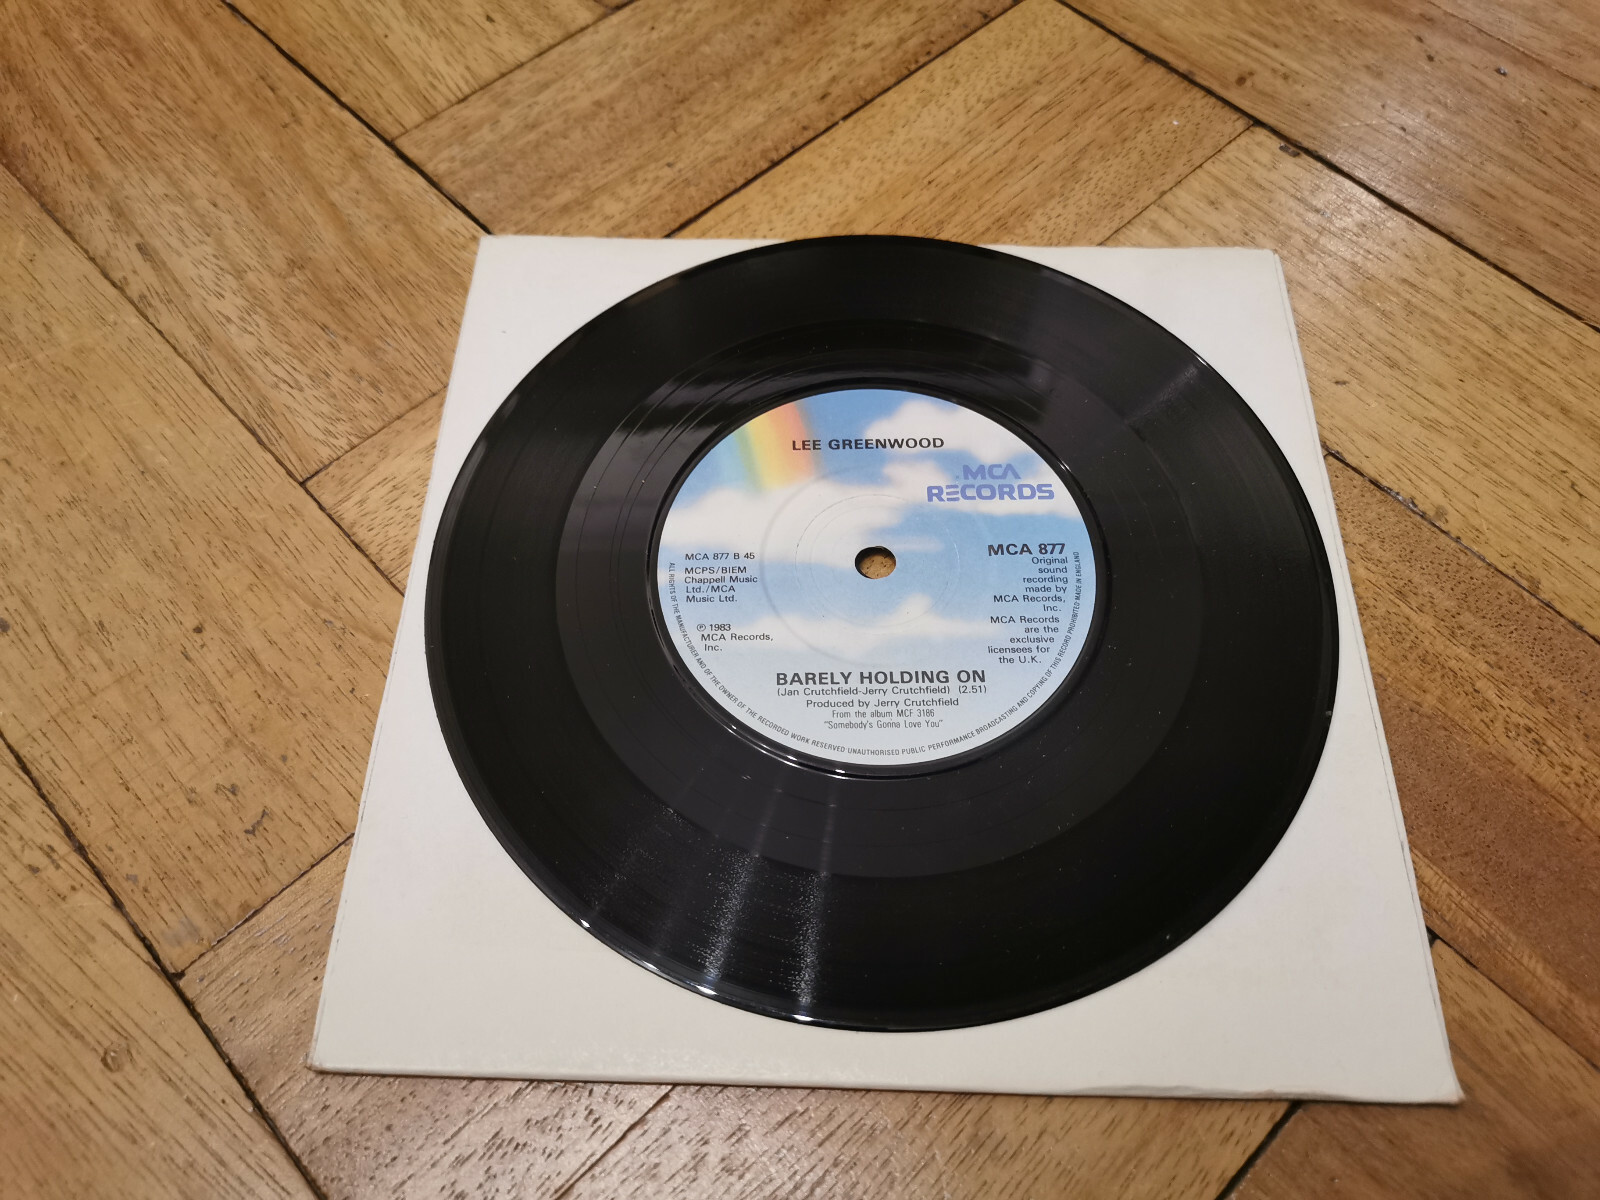 LEE GREENWOOD
MCA
RECORDS
MCA 877 B 45
MCPS/BIEM
Chappell Music
Ltd./MCA
Music Ltd.
℗ 1983
MCA Records,
Inc.
MCA 877
Original
sound
recording
made by
MCA Records,
Inc.
MCA Records
are the
exclusive
licensees for
the U.K.
BARELY HOLDING ON
(Jan Crutchfield-Jerry Crutchfield) (2.51)
Produced by Jerry Crutchfield
From the album MCF 3186
"Somebody's Gonna Love You"
ALL RIGHTS OF THE MANUFACTURER AND OF THE OWNER OF THE RECORDED WORK RESERVED UNAUTHORISED PUBLIC PERFORMANCE BROADCASTING AND COPYING OF THIS RECORD PROHIBITED MADE IN ENGLAND